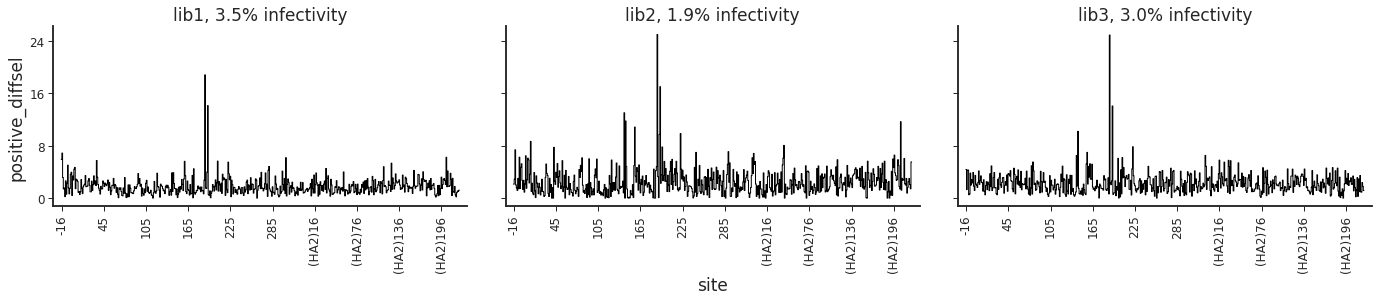 lib1, 3.5% infectivity
lib2, 1.9% infectivity
lib3, 3.0% infectivity
positive_diffsel
24
16
8
0
-16
45
105
165
225
285
(HA2)16
(HA2)76
(HA2)136
(HA2)196
-16
45
105
165
225
285
(HA2)16
(HA2)76
(HA2)136
(HA2)196
-16
45
105
165
225
285
(HA2)16
(HA2)76
(HA2)136
(HA2)196
site